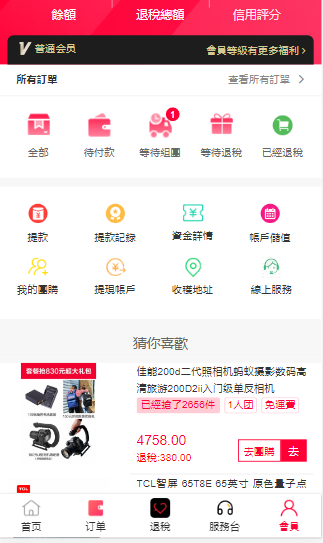 餘額 退稅總額 信用評分
V 普通会员 會員等級有更多福利 >
所有訂單 查看所有訂單 >
1
全部 待付款 等待組團 等待退稅 已經退稅
提款 提款記錄 資金詳情 帳戶儲值
我的團購 提現帳戶 收穫地址 線上服務
猜你喜歡
套餐抢830元超大礼包
佳能200d二代照相机蚂蚁摄影数码高
清旅游200D2ii入门级单反相机
已經搶了2656件 1人团 免運費
4758.00
退稅:380.00
去團購 去
TCL
TCL智屏 65T8E 65英寸 原色量子点
首页 订单 退稅 服務台 會員